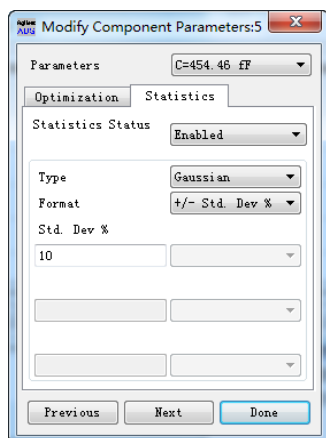 Modify Component Parameters:5
Parameters C=454.46 fF
Optimization Statistics
Statistics Status Enabled
Type Gaussian
Format +/- Std. Dev %
Std. Dev %
10
Previous Next Done